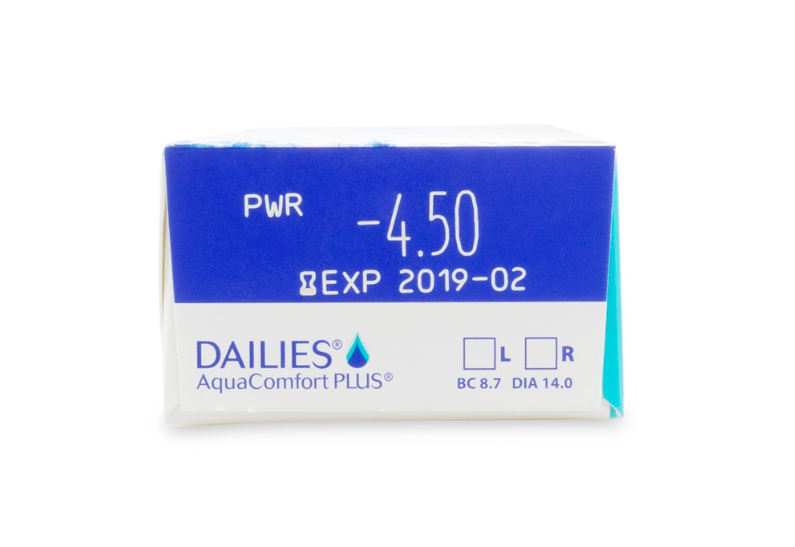 PWR -4.50
EXP 2019-02
DAILIES®
AquaComfort PLUS®
L R
BC 8.7 DIA 14.0